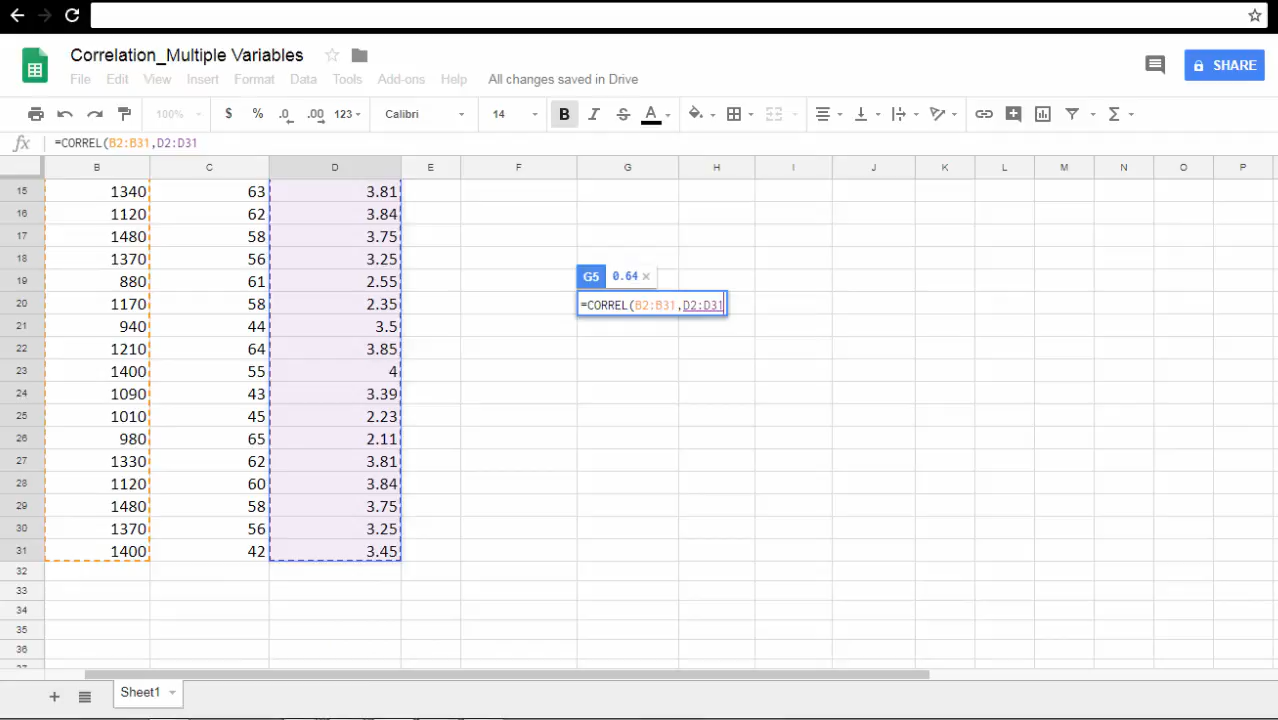 Correlation_Multiple Variables
File Edit View Insert Format Data Tools Add-ons Help All changes saved in Drive
SHARE
100% $ % .0 .00 123 Calibri 14 B I S A Σ
fx =CORREL(B2:B31,D2:D31
B C D E F G H I J K L M N O P
15 1340 63 3.81
16 1120 62 3.84
17 1480 58 3.75
18 1370 56 3.25
19 880 61 2.55
G5 0.64 ×
20 1170 58 2.35 =CORREL(B2:B31,D2:D31
21 940 44 3.5
22 1210 64 3.85
23 1400 55 4
24 1090 43 3.39
25 1010 45 2.23
26 980 65 2.11
27 1330 62 3.81
28 1120 60 3.84
29 1480 58 3.75
30 1370 56 3.25
31 1400 42 3.45
32
33
34
35
36
Sheet1